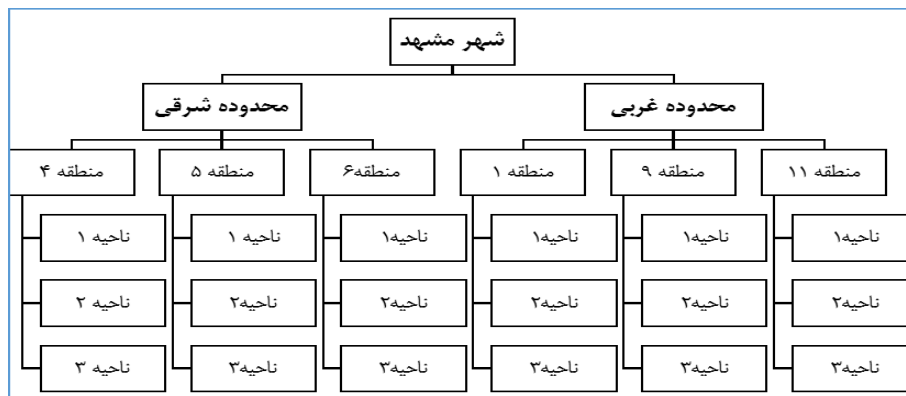 شهر مشهد
محدوده غربی
محدوده شرقی
منطقه ۱۱
منطقه ۹
منطقه ۱
منطقه۶
منطقه ۵
منطقه ۴
ناحیه۱
ناحیه۱
ناحیه۱
ناحیه۱
ناحیه ۱
ناحیه ۱
ناحیه۲
ناحیه۲
ناحیه۲
ناحیه۲
ناحیه۲
ناحیه ۲
ناحیه۳
ناحیه۳
ناحیه۳
ناحیه۳
ناحیه۳
ناحیه ۳